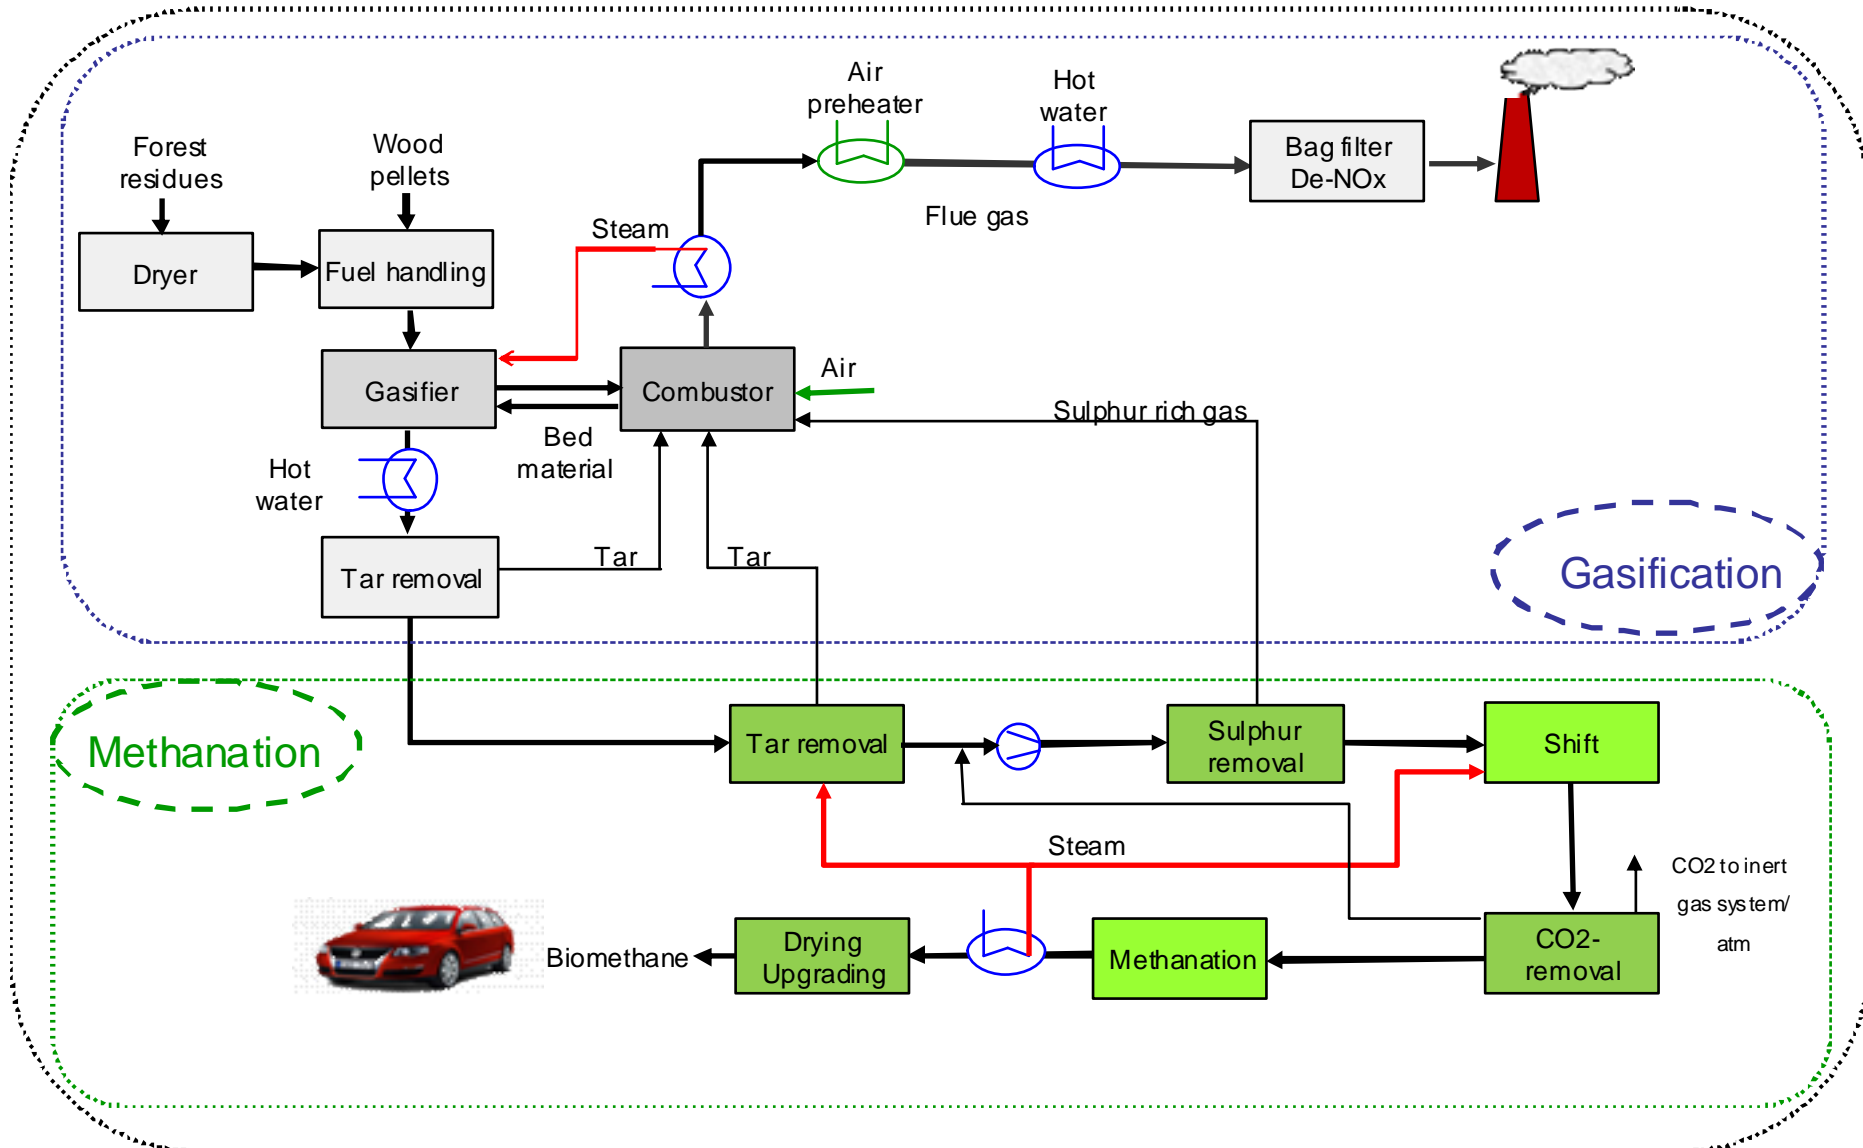 Air
preheater
Hot
water
Forest
residues
Wood
pellets
Bag filter
De-NOx
Steam
Flue gas
Dryer
Fuel handling
Gasifier
Combustor
Air
Sulphur rich gas
Bed
material
Hot
water
Tar
Tar
Tar removal
Gasification
Methanation
Tar removal
Sulphur
removal
Shift
Steam
CO2 to inert
gas system/
atm
Biomethane
Drying
Upgrading
Methanation
CO2-
removal